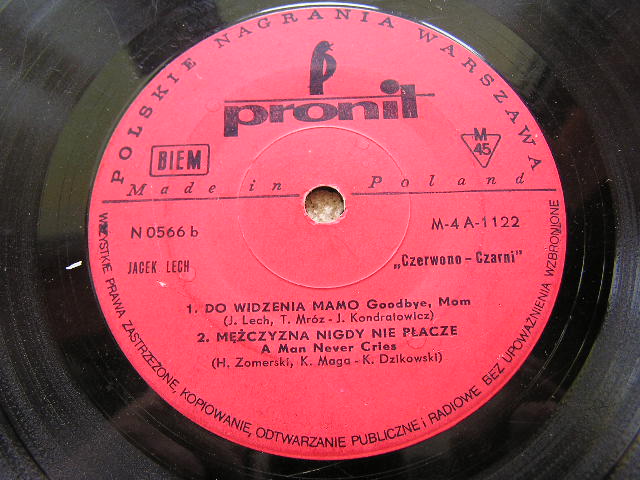 POLSKIE NAGRANIA WARSZAWA
pronit
BIEM
M
45
Made in Poland
N 0566 b
M-4 A-1122
JACEK LECH
„Czerwono - Czarni"
1. DO WIDZENIA MAMO Goodbye, Mom
(J. Lech, T. Mróz - J. Kondratowicz)
2. MĘŻCZYZNA NIGDY NIE PŁACZE
A Man Never Cries
(H. Zomerski, K. Maga - K. Dzikowski)
WSZYSTKIE PRAWA ZASTRZEŻONE, KOPIOWANIE, ODTWARZANIE PUBLICZNE i RADIOWE BEZ UPOWAŻNIENIA WZBRONIONE